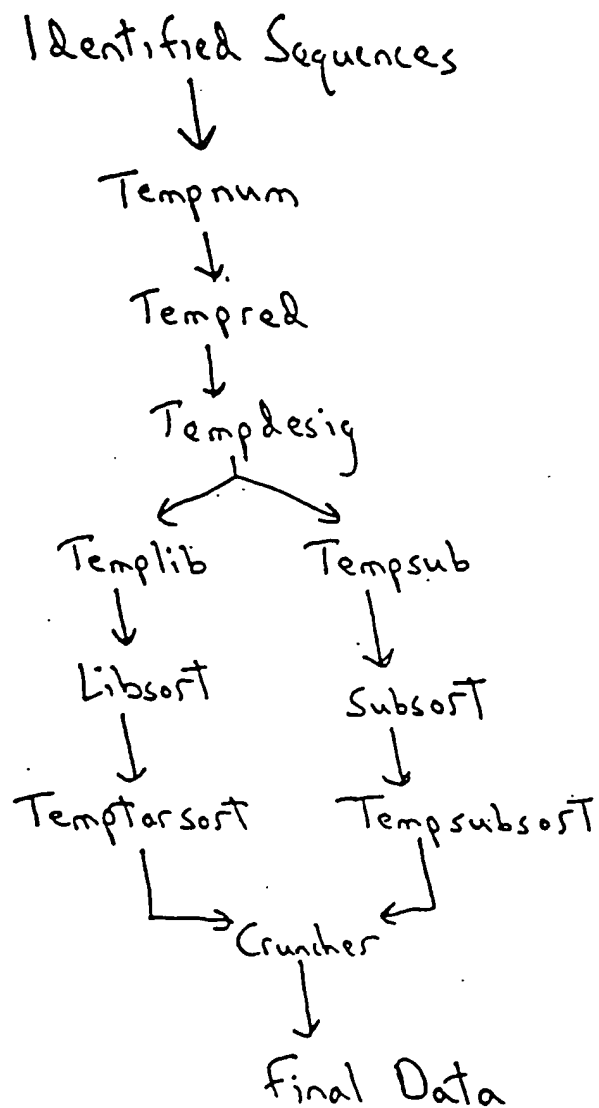 Identified Sequences
Tempnum
Tempred
Tempdesig
Templib Tempsub
Libsort Subsort
Temptarsort Tempsubsort
Cruncher
Final Data